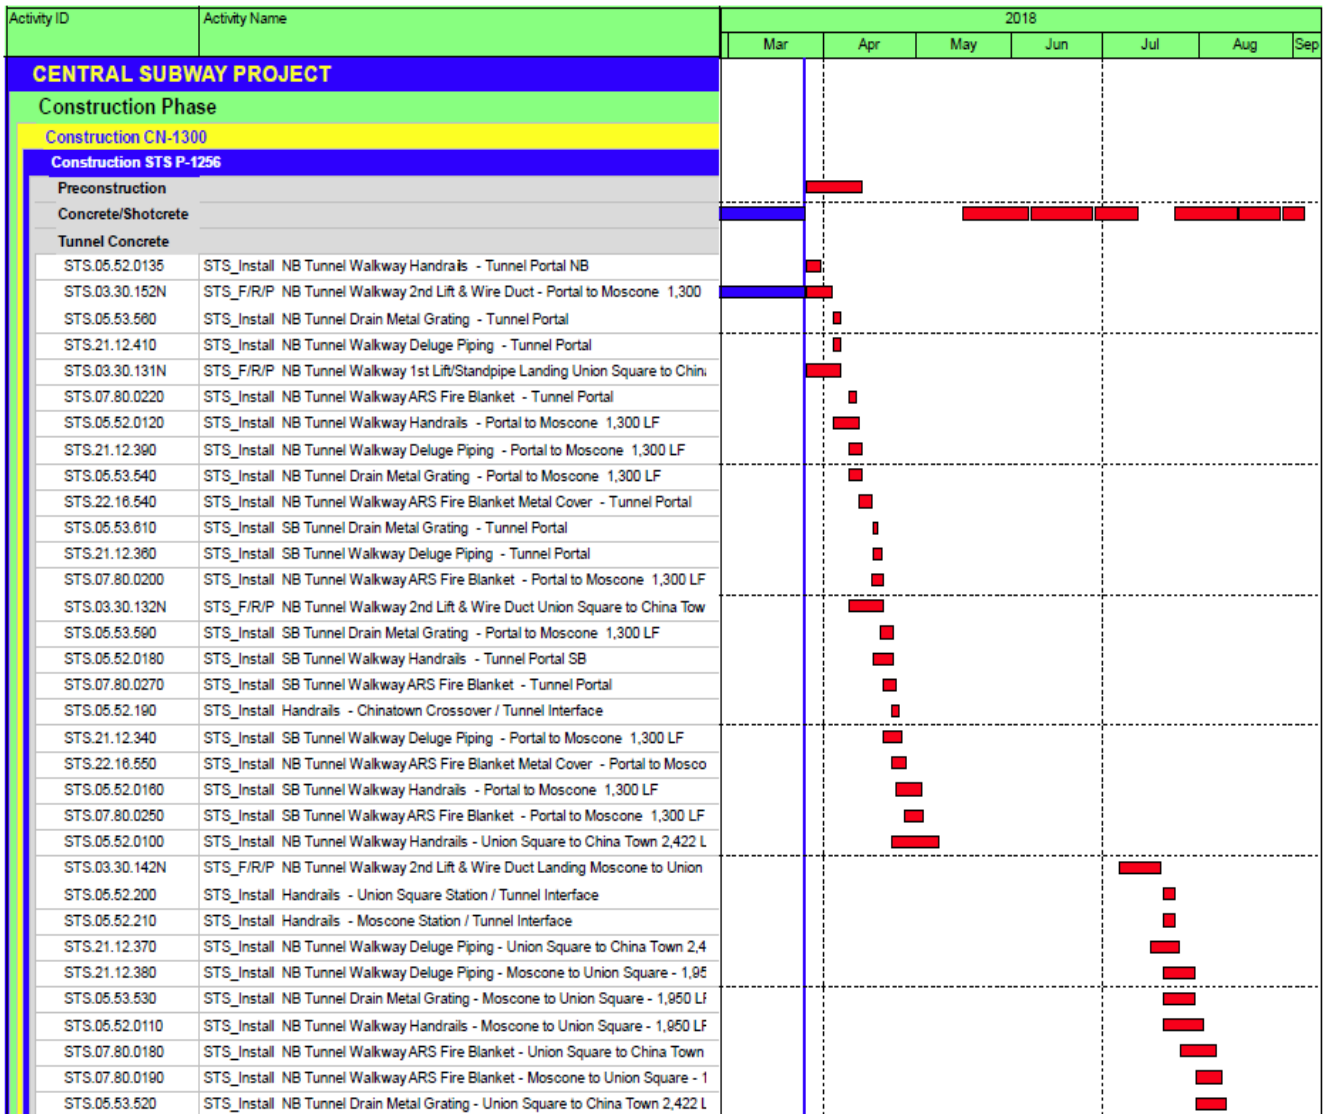 Activity ID Activity Name 2018
Mar Apr May Jun Jul Aug Sep
CENTRAL SUBWAY PROJECT
Construction Phase
Construction CN-1300
Construction STS P-1256
Preconstruction
Concrete/Shotcrete
Tunnel Concrete
STS.05.52.0135 STS_Install NB Tunnel Walkway Handrails - Tunnel Portal NB
STS.03.30.152N STS_F/R/P NB Tunnel Walkway 2nd Lift & Wire Duct - Portal to Moscone 1,300
STS.05.53.560 STS_Install NB Tunnel Drain Metal Grating - Tunnel Portal
STS.21.12.410 STS_Install NB Tunnel Walkway Deluge Piping - Tunnel Portal
STS.03.30.131N STS_F/R/P NB Tunnel Walkway 1st Lift/Standpipe Landing Union Square to Chin
STS.07.80.0220 STS_Install NB Tunnel Walkway ARS Fire Blanket - Tunnel Portal
STS.05.52.0120 STS_Install NB Tunnel Walkway Handrails - Portal to Moscone 1,300 LF
STS.21.12.390 STS_Install NB Tunnel Walkway Deluge Piping - Portal to Moscone 1,300 LF
STS.05.53.540 STS_Install NB Tunnel Drain Metal Grating - Portal to Moscone 1,300 LF
STS.22.16.540 STS_Install NB Tunnel Walkway ARS Fire Blanket Metal Cover - Tunnel Portal
STS.05.53.610 STS_Install SB Tunnel Drain Metal Grating - Tunnel Portal
STS.21.12.360 STS_Install SB Tunnel Walkway Deluge Piping - Tunnel Portal
STS.07.80.0200 STS_Install NB Tunnel Walkway ARS Fire Blanket - Portal to Moscone 1,300 LF
STS.03.30.132N STS_F/R/P NB Tunnel Walkway 2nd Lift & Wire Duct Union Square to China Tow
STS.05.53.590 STS_Install SB Tunnel Drain Metal Grating - Portal to Moscone 1,300 LF
STS.05.52.0180 STS_Install SB Tunnel Walkway Handrails - Tunnel Portal SB
STS.07.80.0270 STS_Install SB Tunnel Walkway ARS Fire Blanket - Tunnel Portal
STS.05.52.190 STS_Install Handrails - Chinatown Crossover / Tunnel Interface
STS.21.12.340 STS_Install SB Tunnel Walkway Deluge Piping - Portal to Moscone 1,300 LF
STS.22.16.550 STS_Install NB Tunnel Walkway ARS Fire Blanket Metal Cover - Portal to Mosco
STS.05.52.0160 STS_Install SB Tunnel Walkway Handrails - Portal to Moscone 1,300 LF
STS.07.80.0250 STS_Install SB Tunnel Walkway ARS Fire Blanket - Portal to Moscone 1,300 LF
STS.05.52.0100 STS_Install NB Tunnel Walkway Handrails - Union Square to China Town 2,422 L
STS.03.30.142N STS_F/R/P NB Tunnel Walkway 2nd Lift & Wire Duct Landing Moscone to Union
STS.05.52.200 STS_Install Handrails - Union Square Station / Tunnel Interface
STS.05.52.210 STS_Install Handrails - Moscone Station / Tunnel Interface
STS.21.12.370 STS_Install NB Tunnel Walkway Deluge Piping - Union Square to China Town 2,4
STS.21.12.380 STS_Install NB Tunnel Walkway Deluge Piping - Moscone to Union Square - 1,95
STS.05.53.530 STS_Install NB Tunnel Drain Metal Grating - Moscone to Union Square - 1,950 LF
STS.05.52.0110 STS_Install NB Tunnel Walkway Handrails - Moscone to Union Square - 1,950 LF
STS.07.80.0180 STS_Install NB Tunnel Walkway ARS Fire Blanket - Union Square to China Town
STS.07.80.0190 STS_Install NB Tunnel Walkway ARS Fire Blanket - Moscone to Union Square - 1
STS.05.53.520 STS_Install NB Tunnel Drain Metal Grating - Union Square to China Town 2,422 L